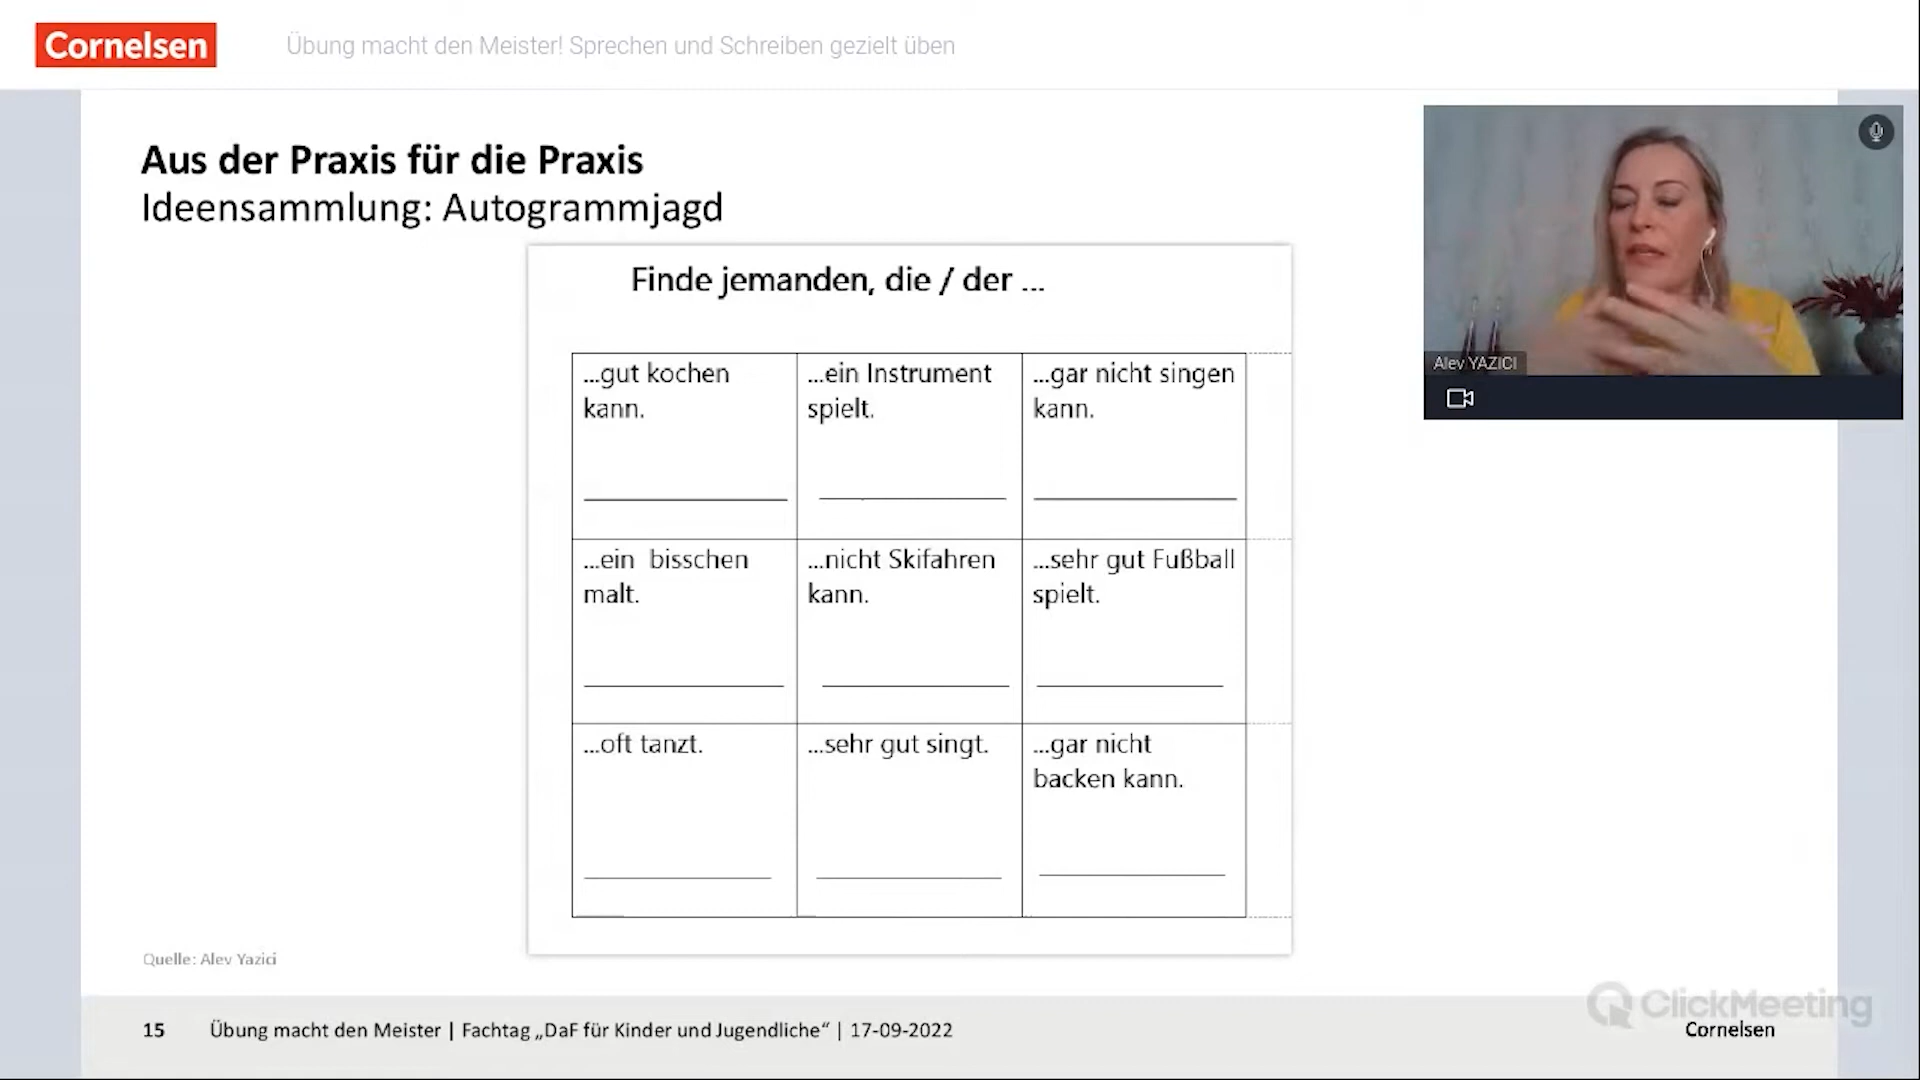 Cornelsen
Übung macht den Meister! Sprechen und Schreiben gezielt üben
Aus der Praxis für die Praxis
Ideensammlung: Autogrammjagd
Finde jemanden, die / der ...
...gut kochen
kann.
...ein Instrument
spielt.
...gar nicht singen
kann.
...ein bisschen
malt.
...nicht Skifahren
kann.
...sehr gut Fußball
spielt.
...oft tanzt.
...sehr gut singt.
...gar nicht
backen kann.
Alev YAZICI
Quelle: Alev Yazici
ClickMeeting
15 Übung macht den Meister | Fachtag „DaF für Kinder und Jugendliche“ | 17-09-2022
Cornelsen